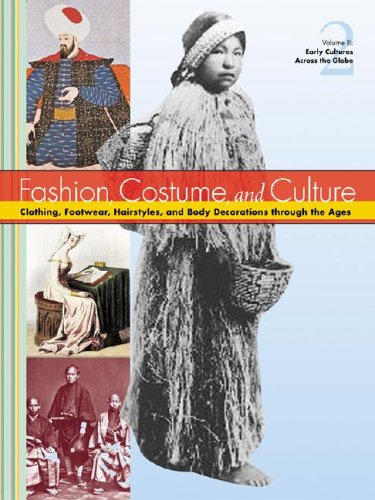 2
Volume II:
Early Cultures
Across the Globe
Fashion, Costume, and Culture
Clothing, Footwear, Hairstyles, and Body Decorations through the Ages